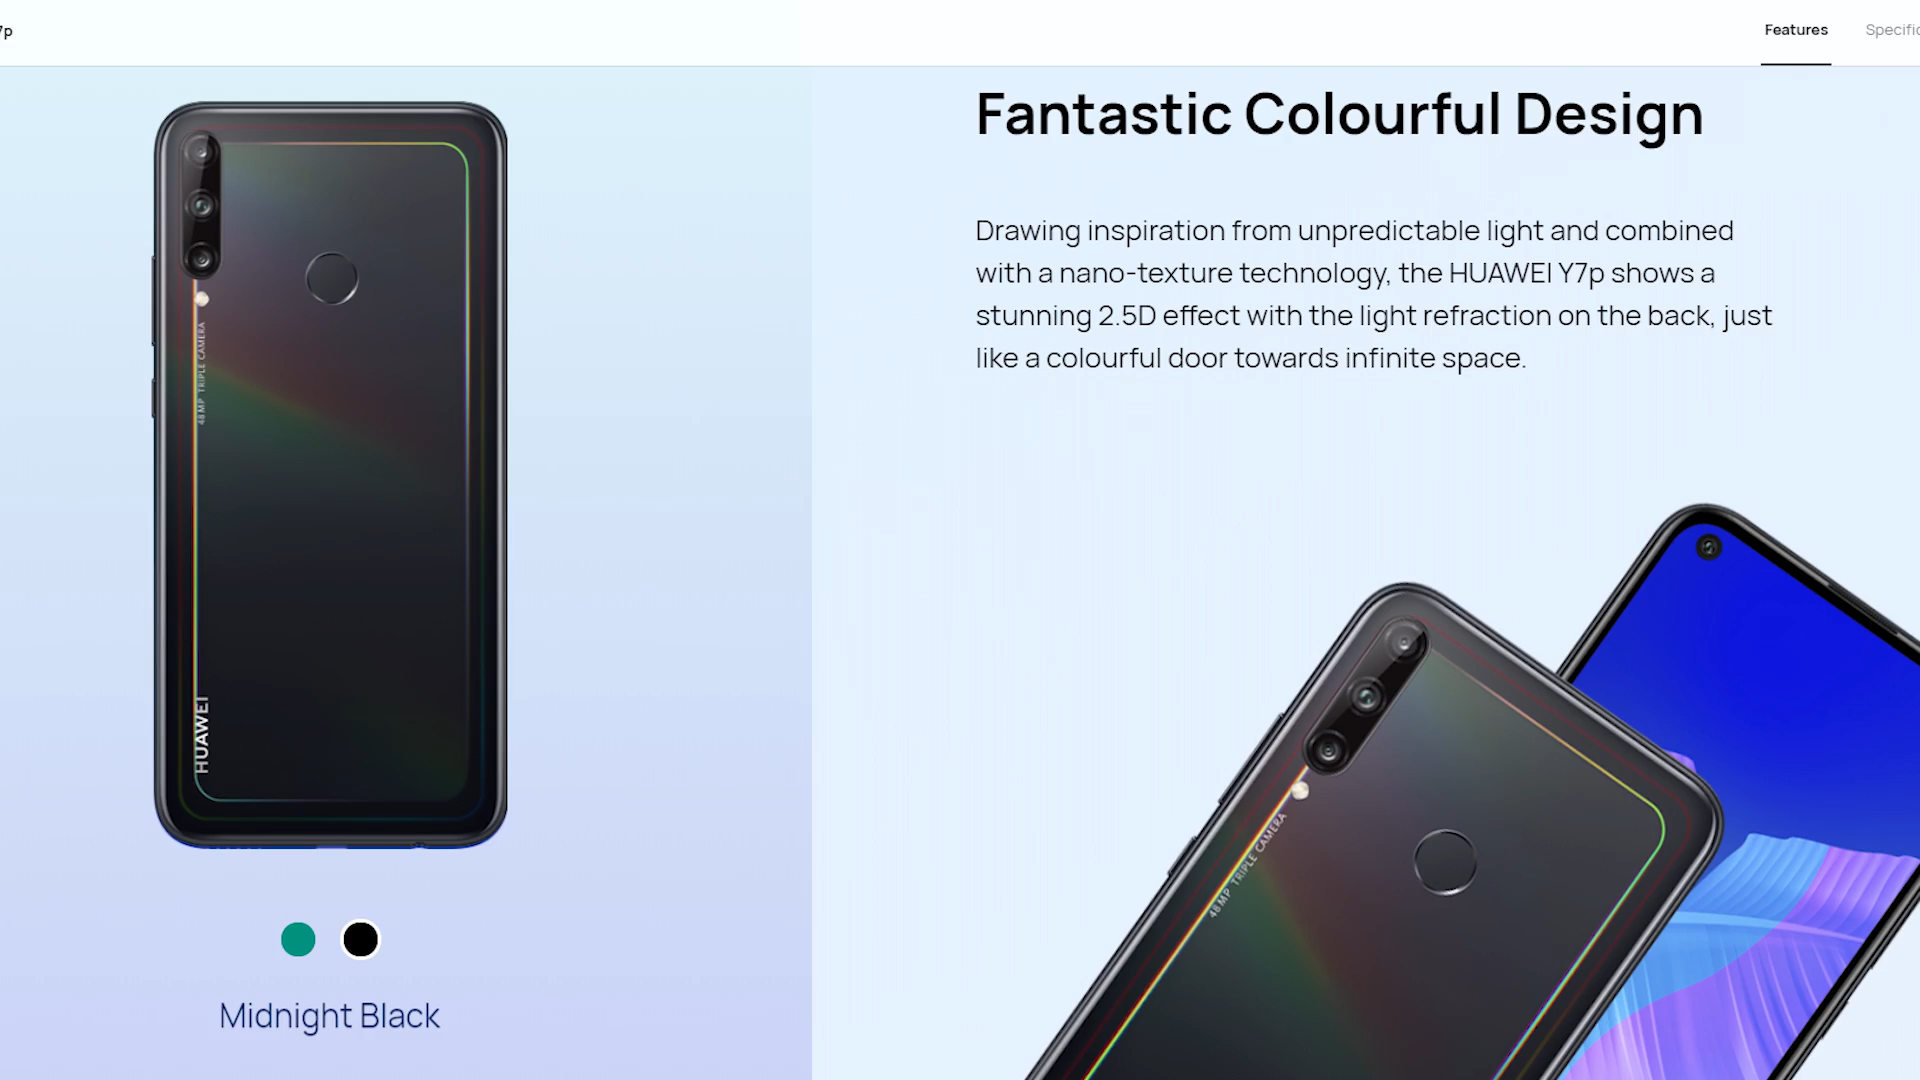 7p
Features
Specific
Fantastic Colourful Design
Drawing inspiration from unpredictable light and combined
with a nano-texture technology, the HUAWEI Y7p shows a
stunning 2.5D effect with the light refraction on the back, just
like a colourful door towards infinite space.
48MP TRIPLE CAMERA
HUAWEI
48MP TRIPLE CAMERA
Midnight Black